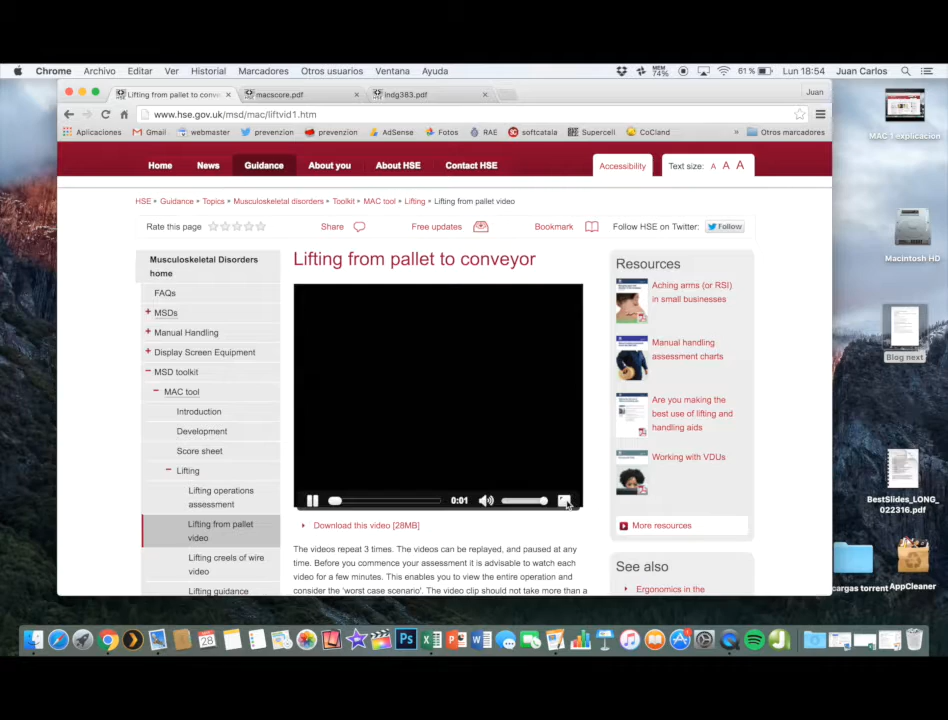 Chrome Archivo Editar Ver Historial Marcadores Otros usuarios Ventana Ayuda MEM 74% 61 % Lun 18:54 Juan Carlos
Lifting from pallet to conve macscore.pdf indg383.pdf Juan
www.hse.gov.uk/msd/mac/liftvid1.htm
Aplicaciones Gmail webmaster prevenzion prevenzion AdSense Fotos RAE softcatala Supercell CoCland » Otros marcadores
Home News Guidance About you About HSE Contact HSE Accessibility Text size: A A A
HSE Guidance Topics Musculoskeletal disorders Toolkit MAC tool Lifting Lifting from pallet video
Rate this page Share Free updates Bookmark Follow HSE on Twitter: Follow
Musculoskeletal Disorders
home
FAQs
+ MSDs
+ Manual Handling
+ Display Screen Equipment
− MSD toolkit
− MAC tool
Introduction
Development
Score sheet
− Lifting
Lifting operations
assessment
Lifting from pallet
video
Lifting creels of wire
video
Lifting guidance
Lifting from pallet to conveyor
0:01
Download this video [28MB]
The videos repeat 3 times. The videos can be replayed, and paused at any
time. Before you commence your assessment it is advisable to watch each
video for a few minutes. This enables you to view the entire operation and
consider the 'worst case scenario'. The video clip should not take more than a
Resources
Aching arms (or RSI)
in small businesses
Manual handling
assessment charts
Are you making the
best use of lifting and
handling aids
Working with VDUs
More resources
See also
Ergonomics in the
MAC 1 explicacion
Macintosh HD
Blog next
BestSlides_LONG_
022316.pdf
cargas torrent
AppCleaner
28
Ps